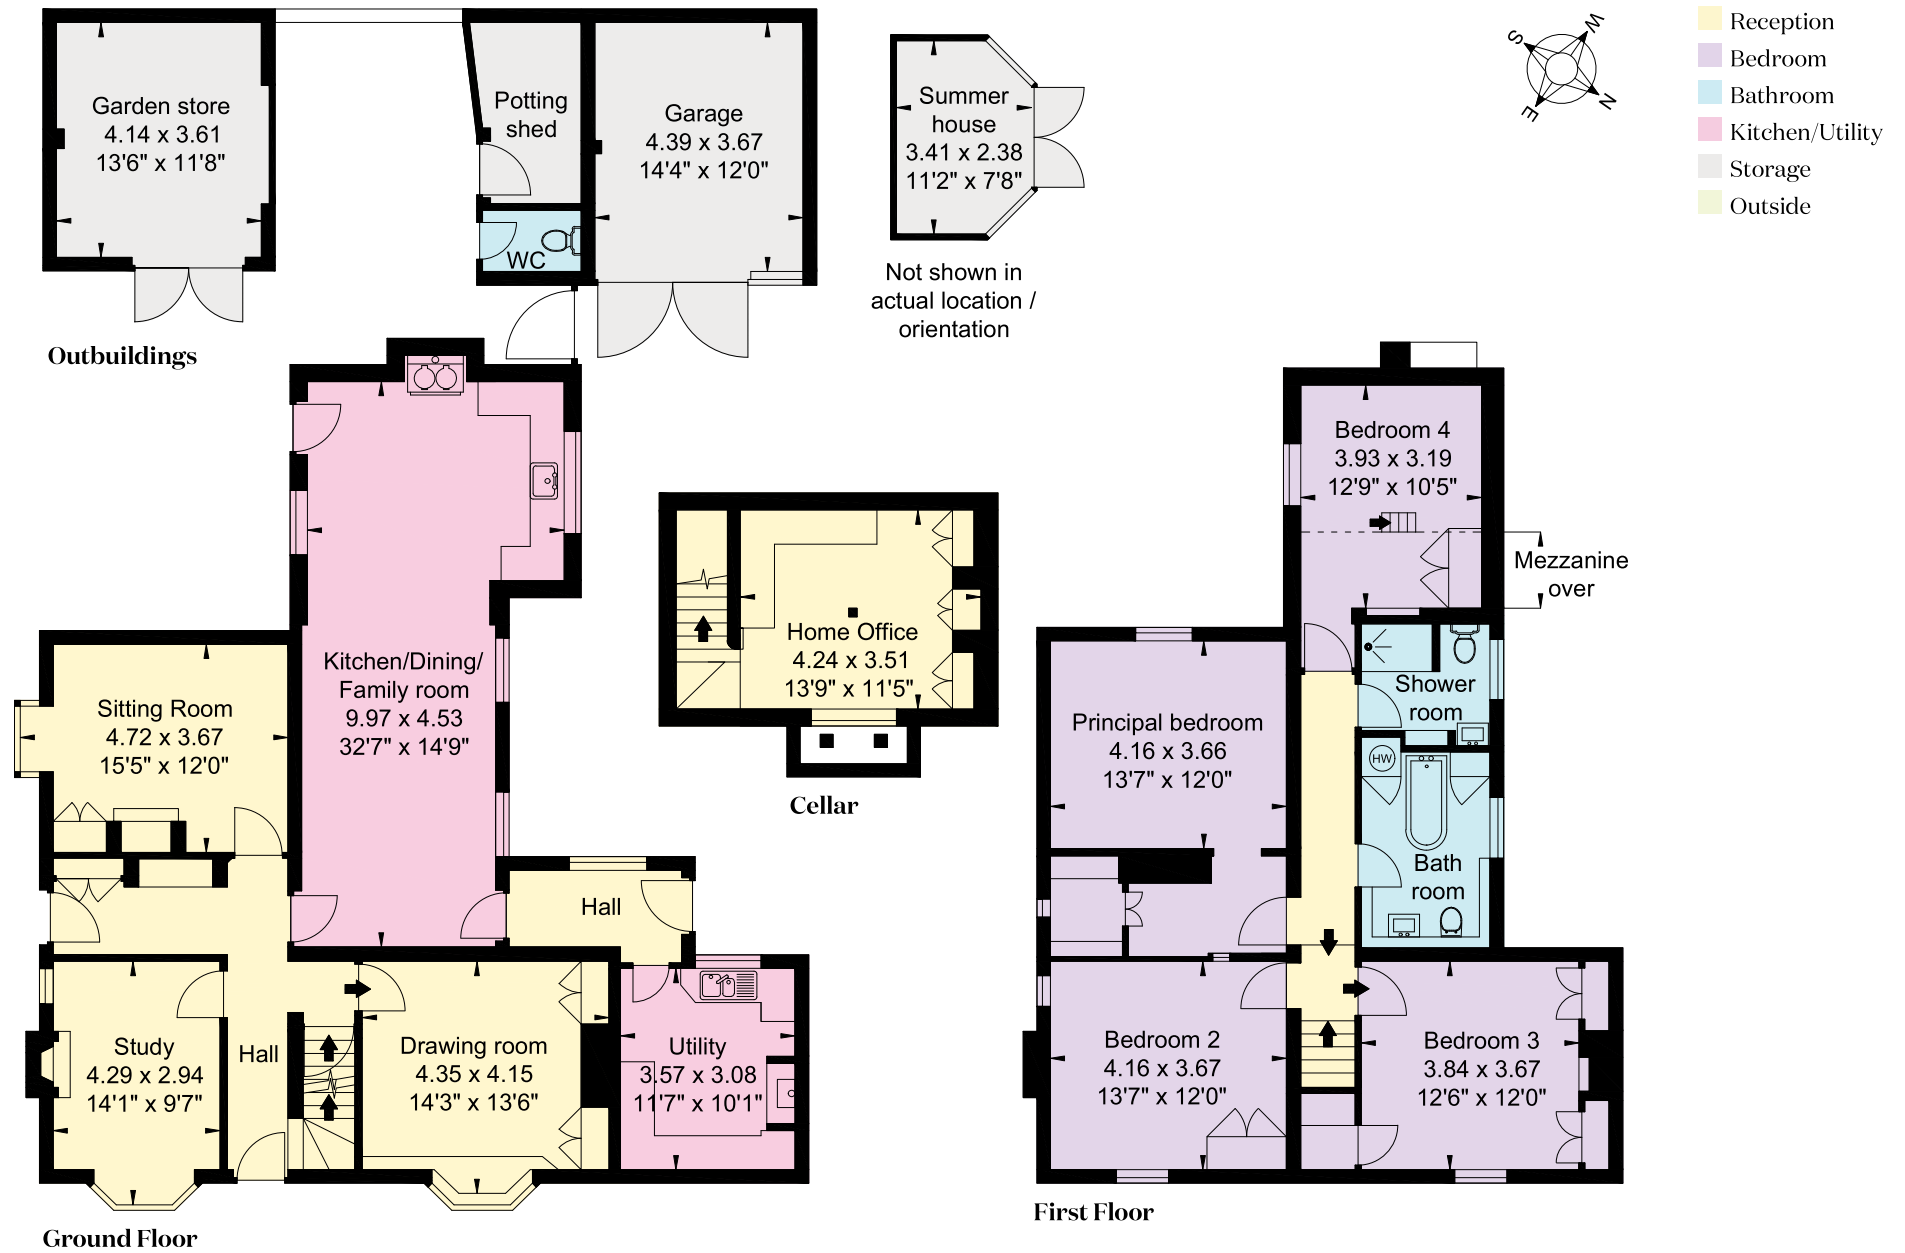 Garden store
4.14 x 3.61
13'6" x 11'8"
Potting
shed
WC
Garage
4.39 x 3.67
14'4" x 12'0"
Summer
house
3.41 x 2.38
11'2" x 7'8"
Not shown in
actual location /
orientation
S
W
E
N
Reception
Bedroom
Bathroom
Kitchen/Utility
Storage
Outside
Outbuildings
Kitchen/Dining/
Family room
9.97 x 4.53
32'7" x 14'9"
Sitting Room
4.72 x 3.67
15'5" x 12'0"
Hall
Study
4.29 x 2.94
14'1" x 9'7"
Hall
Drawing room
4.35 x 4.15
14'3" x 13'6"
Utility
3.57 x 3.08
11'7" x 10'1"
Ground Floor
Home Office
4.24 x 3.51
13'9" x 11'5"
Cellar
Bedroom 4
3.93 x 3.19
12'9" x 10'5"
Mezzanine
over
Shower
room
Principal bedroom
4.16 x 3.66
13'7" x 12'0"
HW
Bath
room
Bedroom 2
4.16 x 3.67
13'7" x 12'0"
Bedroom 3
3.84 x 3.67
12'6" x 12'0"
First Floor